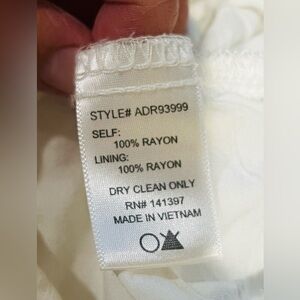 STYLE# ADR93999
SELF:
100% RAYON
LINING:
100% RAYON
DRY CLEAN ONLY
RN# 141397
MADE IN VIETNAM